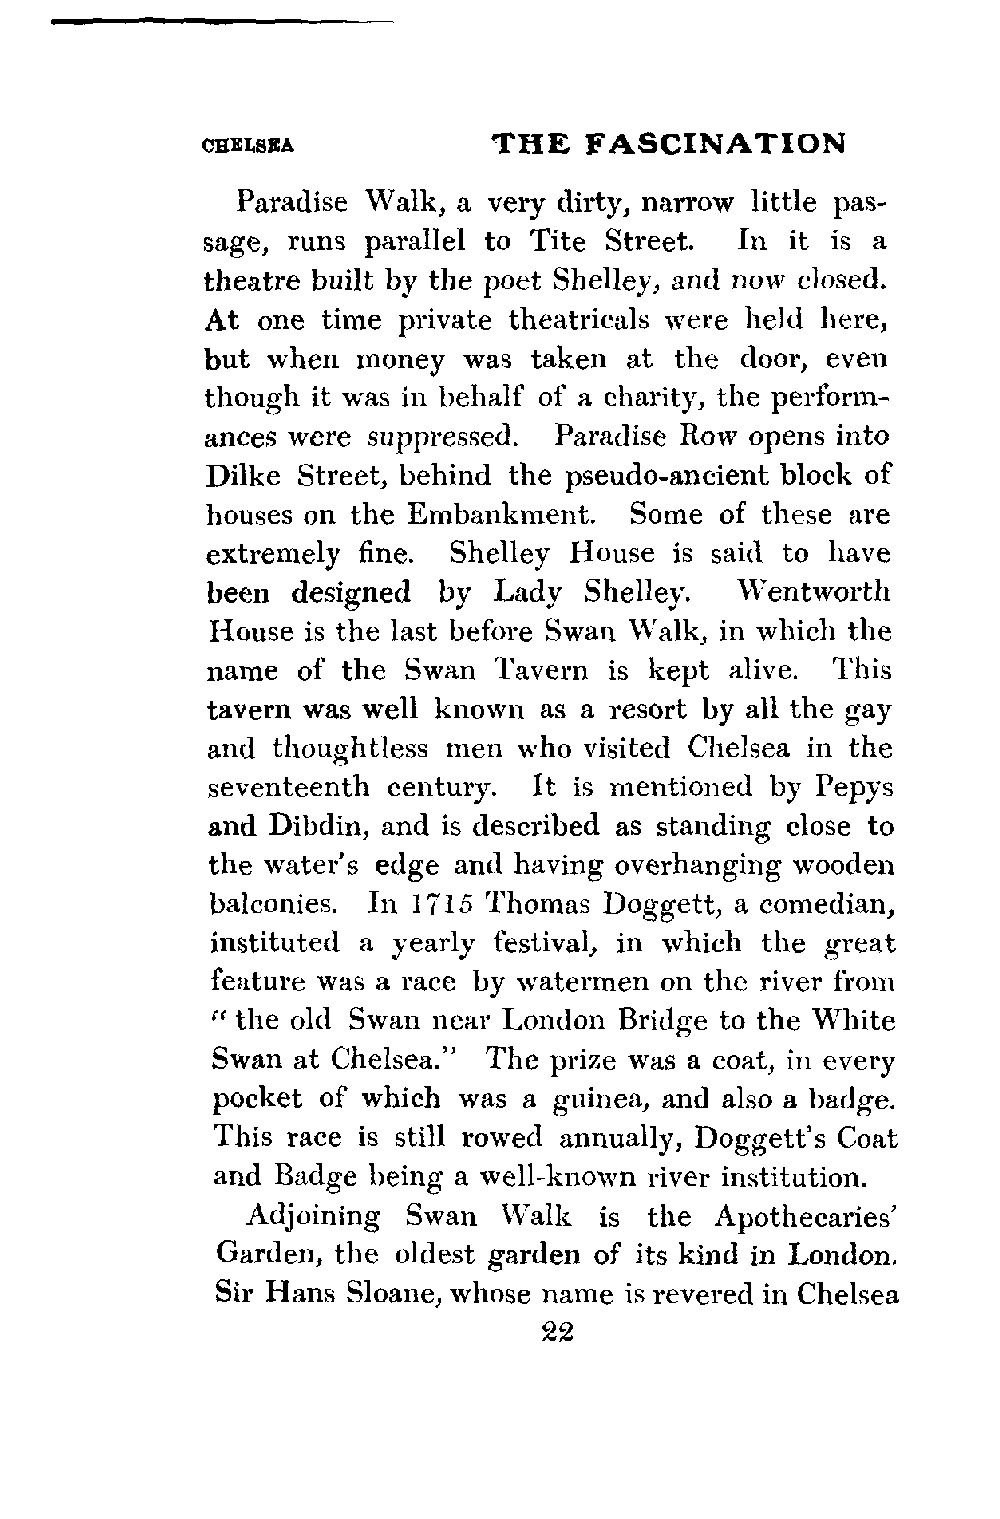 CHELSEA THE FASCINATION
Paradise Walk, a very dirty, narrow little pas-
sage, runs parallel to Tite Street. In it is a
theatre built by the poet Shelley, and now closed.
At one time private theatricals were held here,
but when money was taken at the door, even
though it was in behalf of a charity, the perform-
ances were suppressed. Paradise Row opens into
Dilke Street, behind the pseudo-ancient block of
houses on the Embankment. Some of these are
extremely fine. Shelley House is said to have
been designed by Lady Shelley. Wentworth
House is the last before Swan Walk, in which the
name of the Swan Tavern is kept alive. This
tavern was well known as a resort by all the gay
and thoughtless men who visited Chelsea in the
seventeenth century. It is mentioned by Pepys
and Dibdin, and is described as standing close to
the water's edge and having overhanging wooden
balconies. In 1715 Thomas Doggett, a comedian,
instituted a yearly festival, in which the great
feature was a race by watermen on the river from
"the old Swan near London Bridge to the White
Swan at Chelsea." The prize was a coat, in every
pocket of which was a guinea, and also a badge.
This race is still rowed annually, Doggett's Coat
and Badge being a well-known river institution.
Adjoining Swan Walk is the Apothecaries'
Garden, the oldest garden of its kind in London.
Sir Hans Sloane, whose name is revered in Chelsea
22